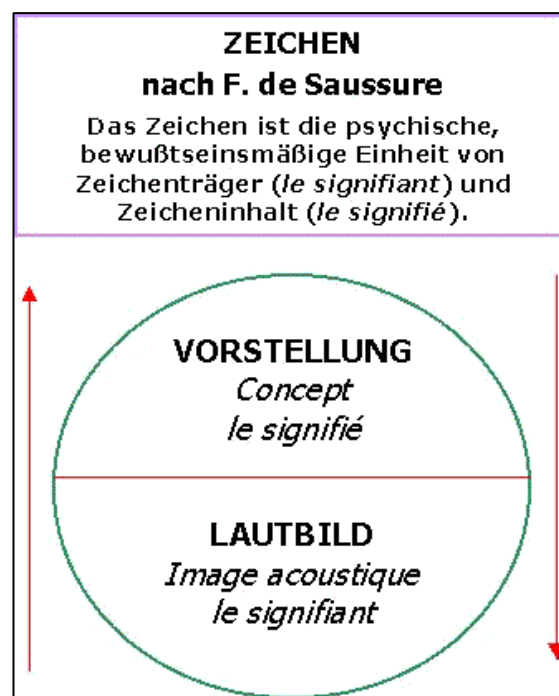 ZEICHEN
nach F. de Saussure
Das Zeichen ist die psychische,
bewußtseinsmäßige Einheit von
Zeichenträger (le signifiant) und
Zeicheninhalt (le signifié).
VORSTELLUNG
Concept
le signifié
LAUTBILD
Image acoustique
le signifiant